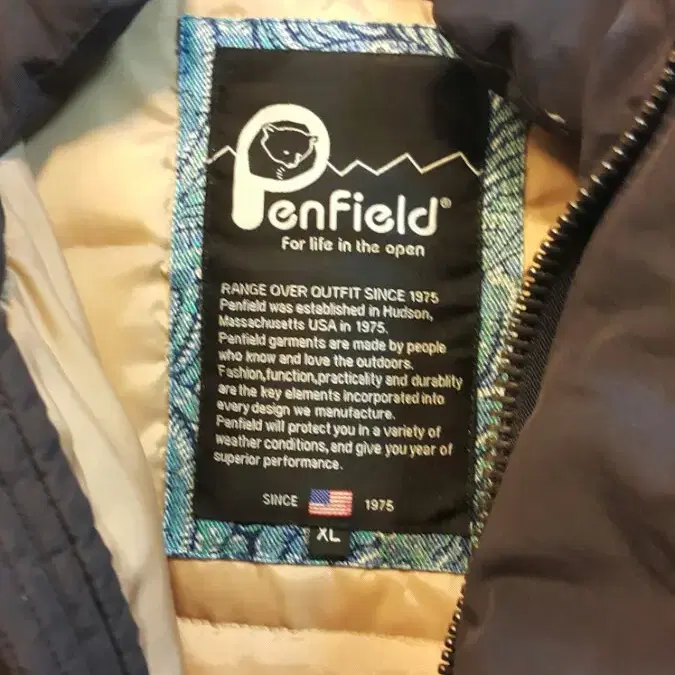 Penfield®
For life in the open
RANGE OVER OUTFIT SINCE 1975
Penfield was established in Hudson,
Massachusetts USA in 1975.
Penfield garments are made by people
who know and love the outdoors.
Fashion,function,practicality and durablity
are the key elements incorporated into
every design we manufacture.
Penfield will protect you in a variety of
weather conditions,and give you year of
superior performance.
SINCE 1975
XL